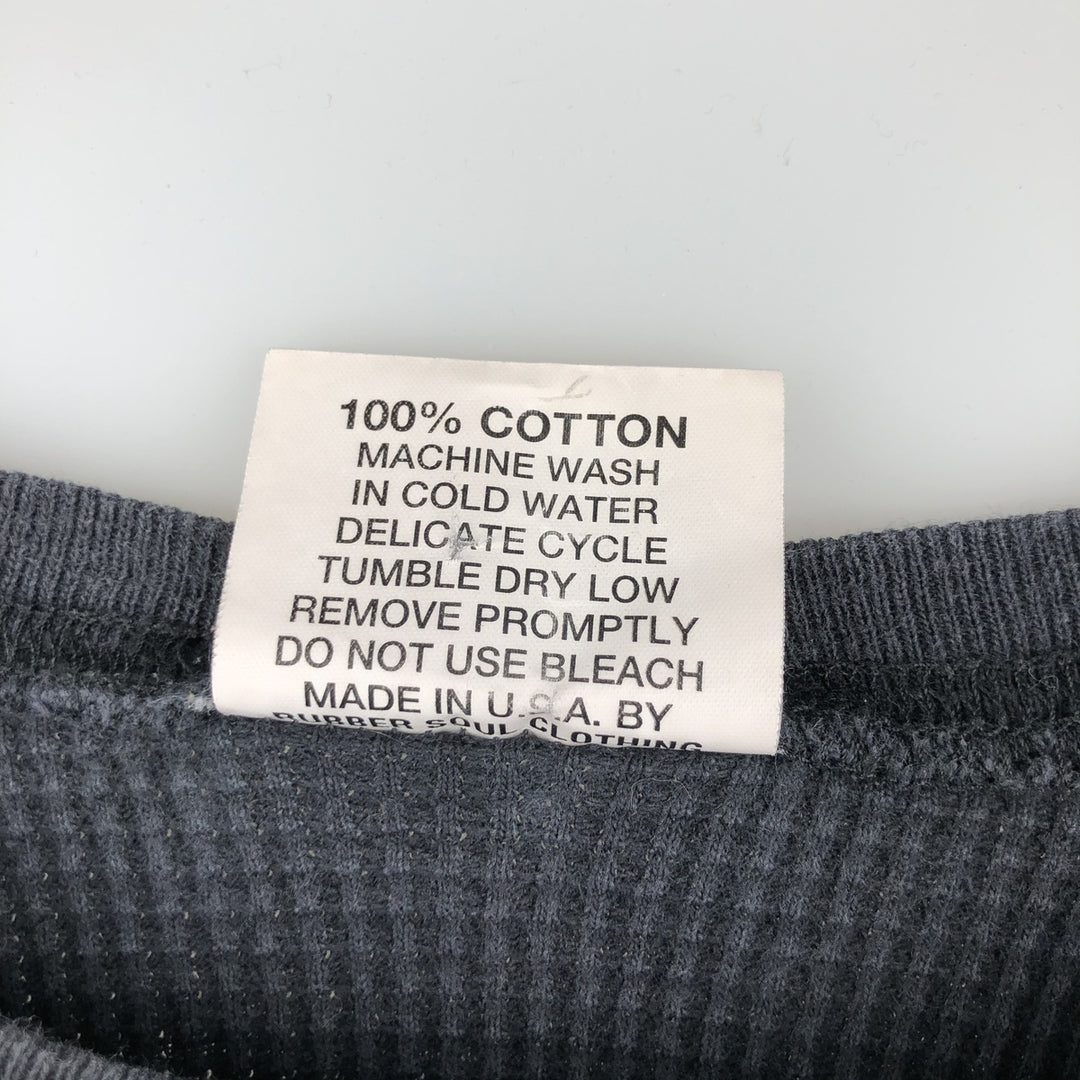 100% COTTON
MACHINE WASH
IN COLD WATER
DELICATE CYCLE
TUMBLE DRY LOW
REMOVE PROMPTLY
DO NOT USE BLEACH
MADE IN U.S.A. BY
RUBBER SOUL CLOTHING